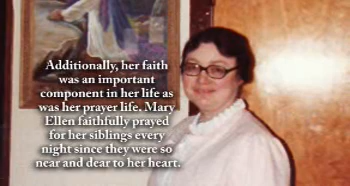 Additionally, her faith
was an important
component in her life as
was her prayer life. Mary
Ellen faithfully prayed
for her siblings every
night since they were so
near and dear to her heart.